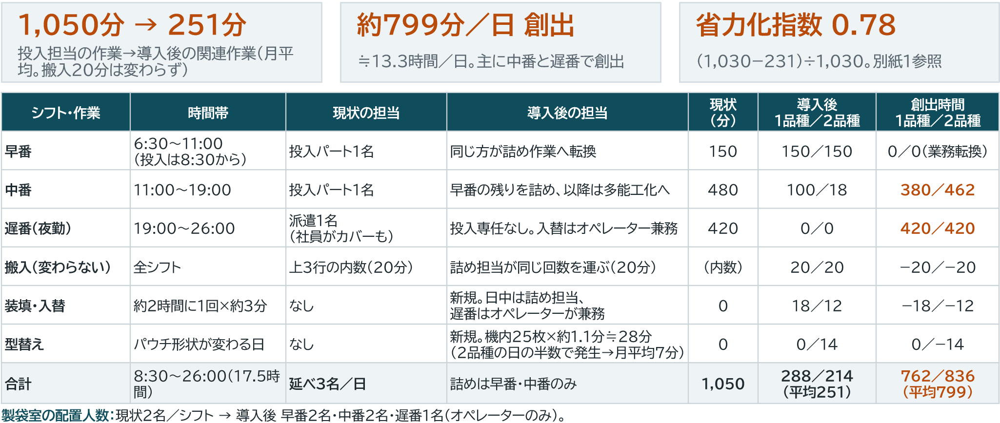 1,050分 → 251分
投入担当の作業→導入後の関連作業（月平
均。搬入20分は変わらず）
約799分／日 創出
≒13.3時間／日。主に中番と遅番で創出
省力化指数 0.78
（1,030−231）÷1,030。別紙1参照
シフト・作業 時間帯 現状の担当 導入後の担当 現状（分） 導入後 1品種／2品種 創出時間 1品種／2品種
早番 6:30～11:00（投入は8:30から） 投入パート1名 同じ方が詰め作業へ転換 150 150／150 0／0（業務転換）
中番 11:00～19:00 投入パート1名 早番の残りを詰め、以降は多能工化へ 480 100／18 380／462
遅番（夜勤） 19:00～26:00 派遣1名（社員がカバーも） 投入専任なし。入替はオペレーター兼務 420 0／0 420／420
搬入（変わらない） 全シフト 上3行の内数（20分） 詰め担当が同じ回数を運ぶ（20分） （内数） 20／20 −20／−20
装填・入替 約2時間に1回×約3分 なし 新規。日中は詰め担当、遅番はオペレーターが兼務 0 18／12 −18／−12
型替え パウチ形状が変わる日 なし 新規。機内25枚×約1.1分≒28分（2品種の日の半数で発生→月平均7分） 0 0／14 0／−14
合計 8:30～26:00（17.5時間） 延べ3名／日 詰めは早番・中番のみ 1,050 288／214（平均251） 762／836（平均799）
製袋室の配置人数：現状2名／シフト → 導入後 早番2名・中番2名・遅番1名（オペレーターのみ）。